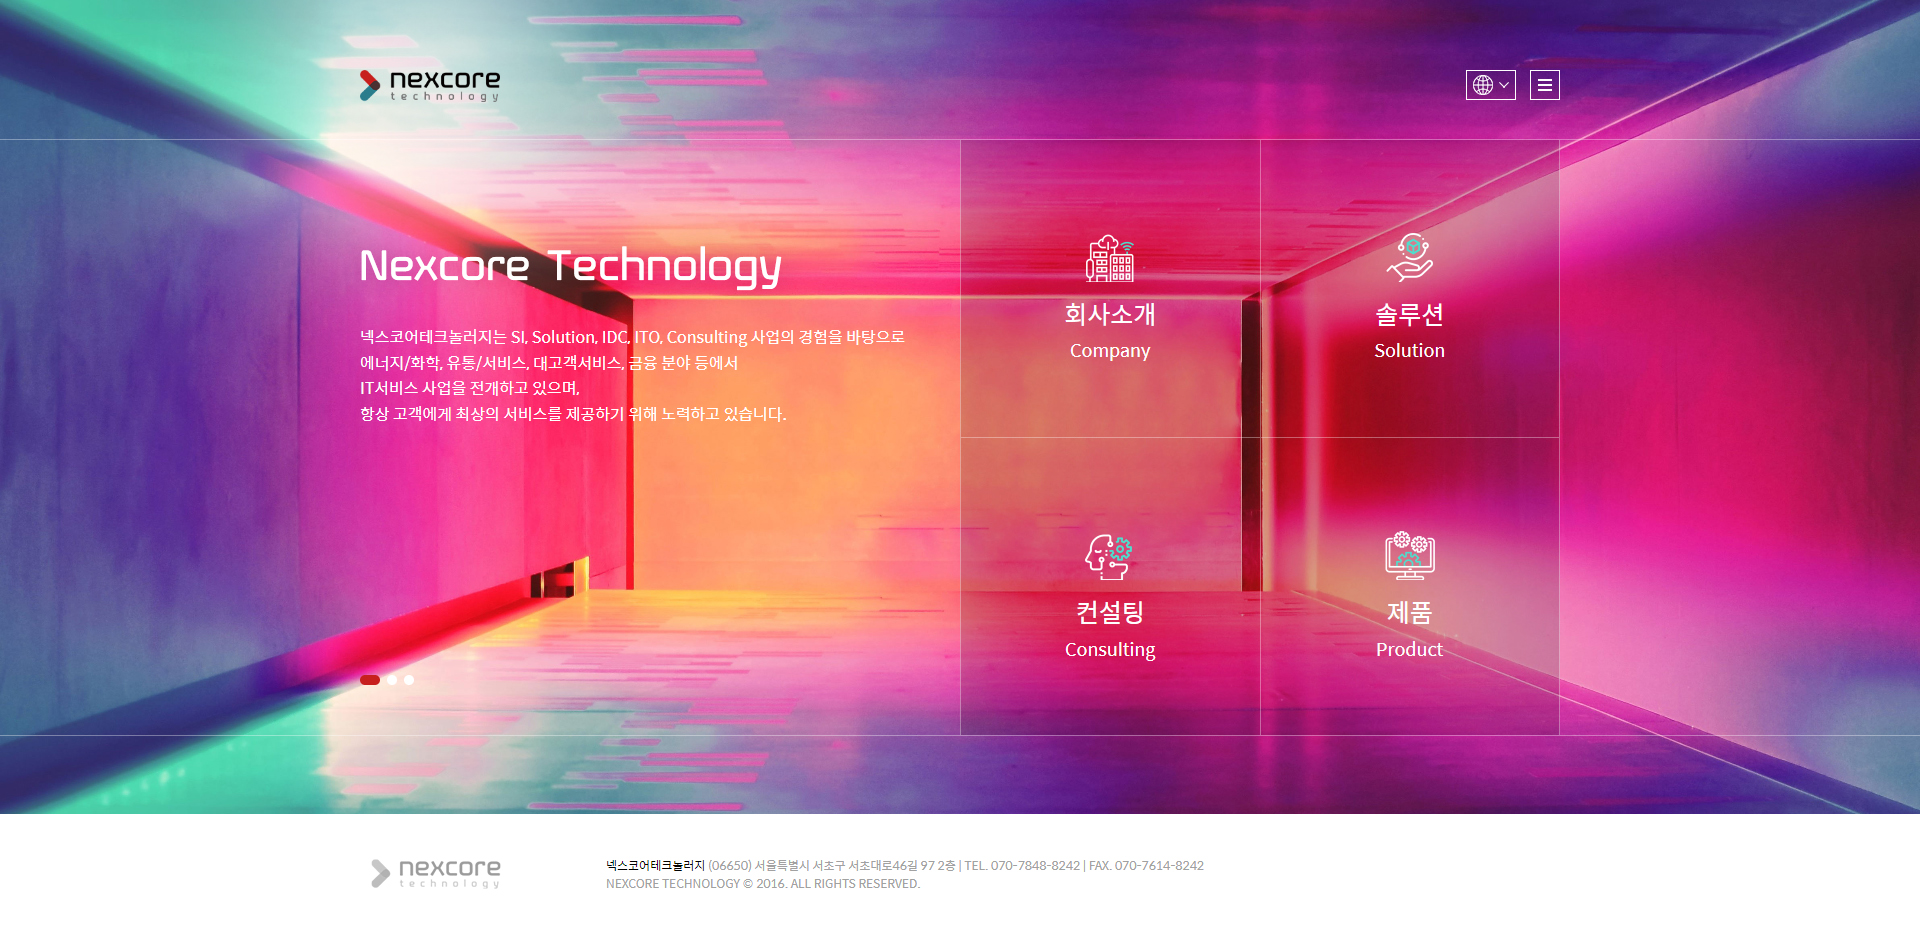 nexcore
technology
Nexcore Technology
넥스코어테크놀러지는 SI, Solution, IDC, ITO, Consulting 사업의 경험을 바탕으로
에너지/화학, 유통/서비스, 대고객서비스, 금융 분야 등에서
IT서비스 사업을 전개하고 있으며,
항상 고객에게 최상의 서비스를 제공하기 위해 노력하고 있습니다.
회사소개
Company
솔루션
Solution
컨설팅
Consulting
제품
Product
nexcore
technology
넥스코어테크놀러지 (06650) 서울특별시 서초구 서초대로46길 97 2층 | TEL. 070-7848-8242 | FAX. 070-7614-8242
NEXCORE TECHNOLOGY © 2016. ALL RIGHTS RESERVED.